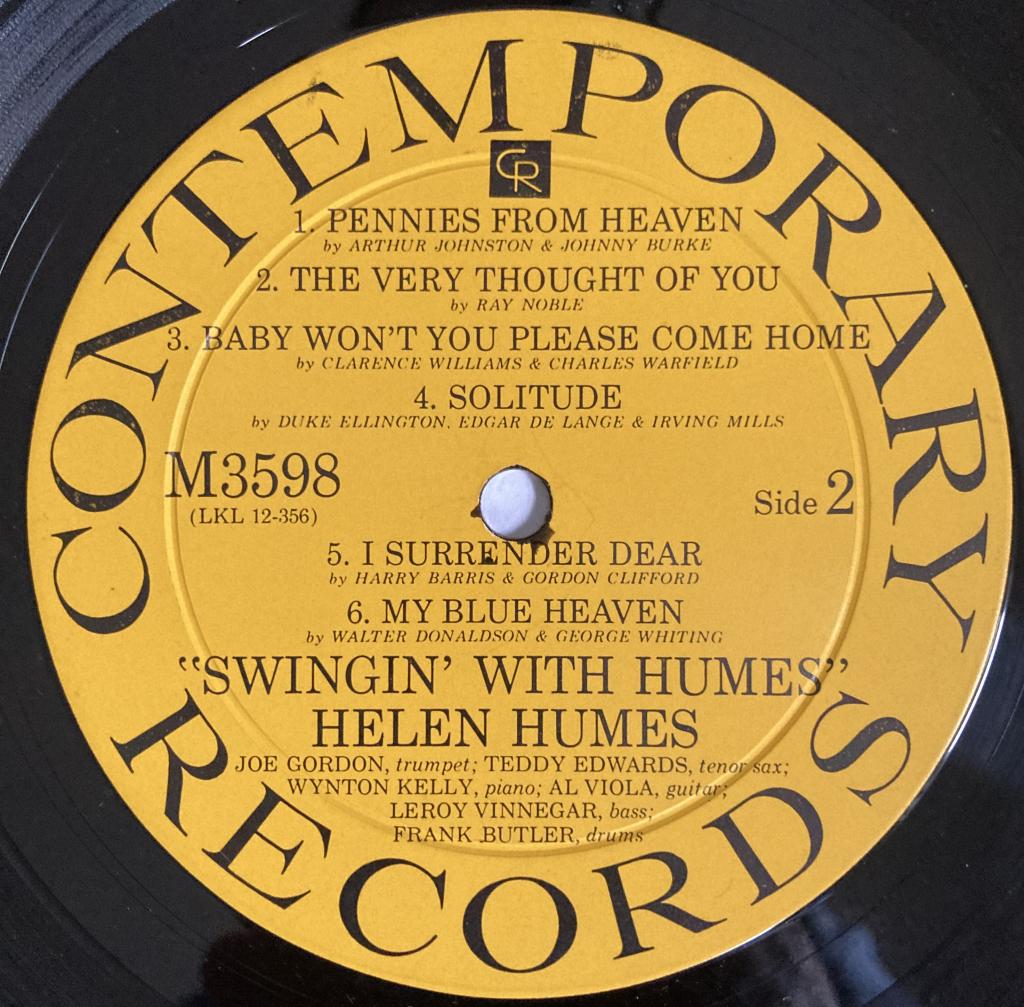 CONTEMPORARY
CR
1. PENNIES FROM HEAVEN
by ARTHUR JOHNSTON & JOHNNY BURKE
2. THE VERY THOUGHT OF YOU
by RAY NOBLE
3. BABY WON'T YOU PLEASE COME HOME
by CLARENCE WILLIAMS & CHARLES WARFIELD
4. SOLITUDE
by DUKE ELLINGTON, EDGAR DE LANGE & IRVING MILLS
M3598
(LKL 12-356)
Side 2
5. I SURRENDER DEAR
by HARRY BARRIS & GORDON CLIFFORD
6. MY BLUE HEAVEN
by WALTER DONALDSON & GEORGE WHITING
"SWINGIN' WITH HUMES"
HELEN HUMES
JOE GORDON, trumpet; TEDDY EDWARDS, tenor sax;
WYNTON KELLY, piano; AL VIOLA, guitar;
LEROY VINNEGAR, bass;
FRANK BUTLER, drums
RECORDS